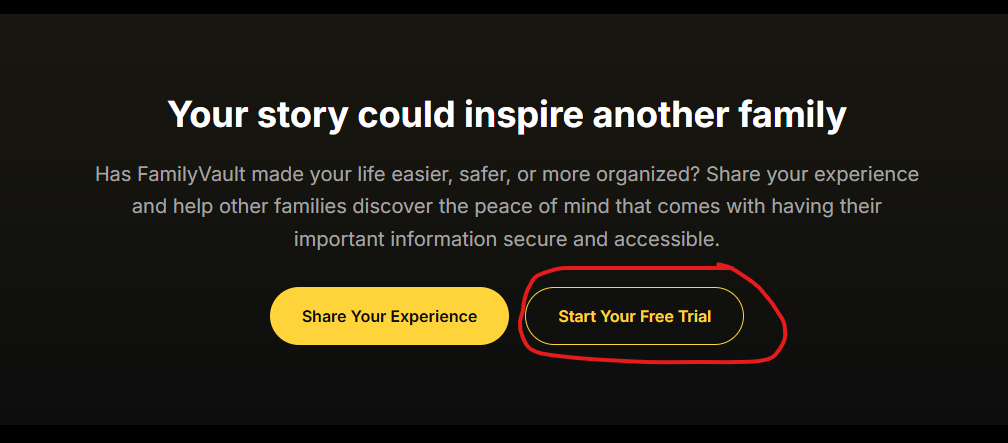 Your story could inspire another family
Has FamilyVault made your life easier, safer, or more organized? Share your experience
and help other families discover the peace of mind that comes with having their
important information secure and accessible.
Share Your Experience
Start Your Free Trial